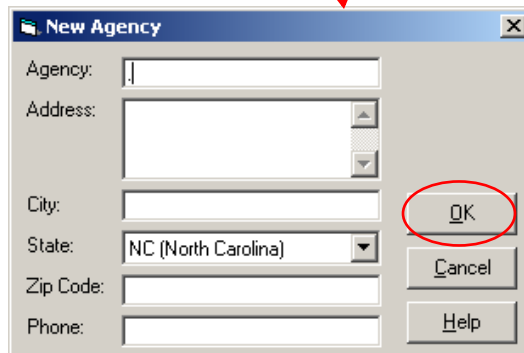 New Agency
Agency: .
Address:
City:
OK
State: NC (North Carolina)
Cancel
Zip Code:
Phone:
Help